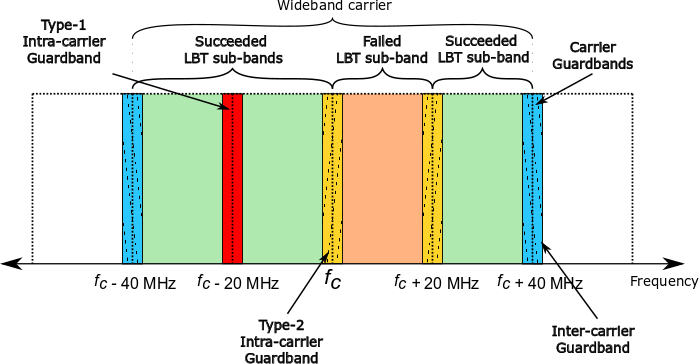 Wideband carrier
Type-1
Intra-carrier
Guardband
Succeeded
LBT sub-bands
Failed
LBT sub-band
Succeeded
LBT sub-band
Carrier
Guardbands
fc - 40 MHz
fc - 20 MHz
fc
fc + 20 MHz
fc + 40 MHz
Frequency
Type-2
Intra-carrier
Guardband
Inter-carrier
Guardband